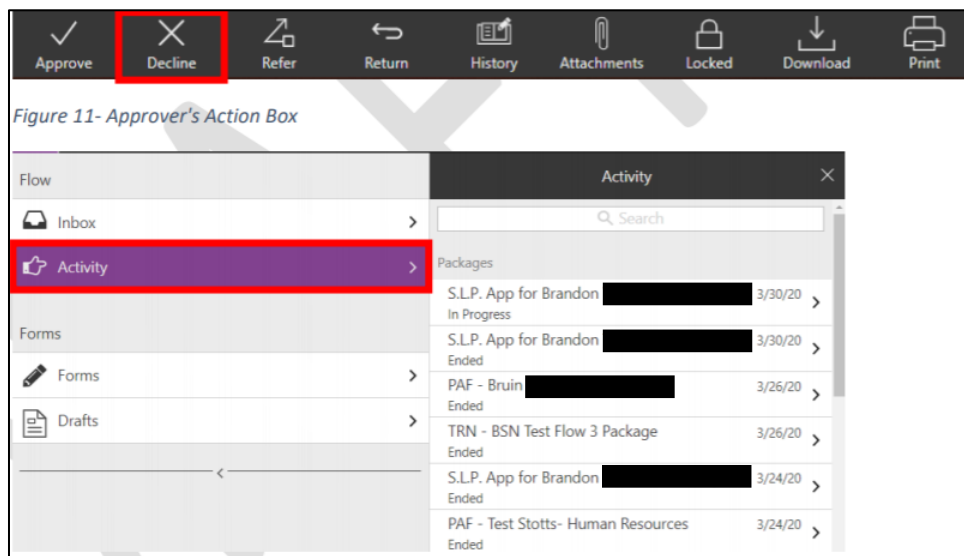 Approve Decline Refer Return History Attachments Locked Download Print
Figure 11- Approver's Action Box
Flow
Inbox
Activity
Forms
Forms
Drafts
Activity
Search
Packages
S.L.P. App for Brandon 3/30/20
In Progress
S.L.P. App for Brandon 3/30/20
Ended
PAF - Bruin 3/26/20
Ended
TRN - BSN Test Flow 3 Package 3/26/20
Ended
S.L.P. App for Brandon 3/24/20
Ended
PAF - Test Stotts- Human Resources 3/24/20
Ended